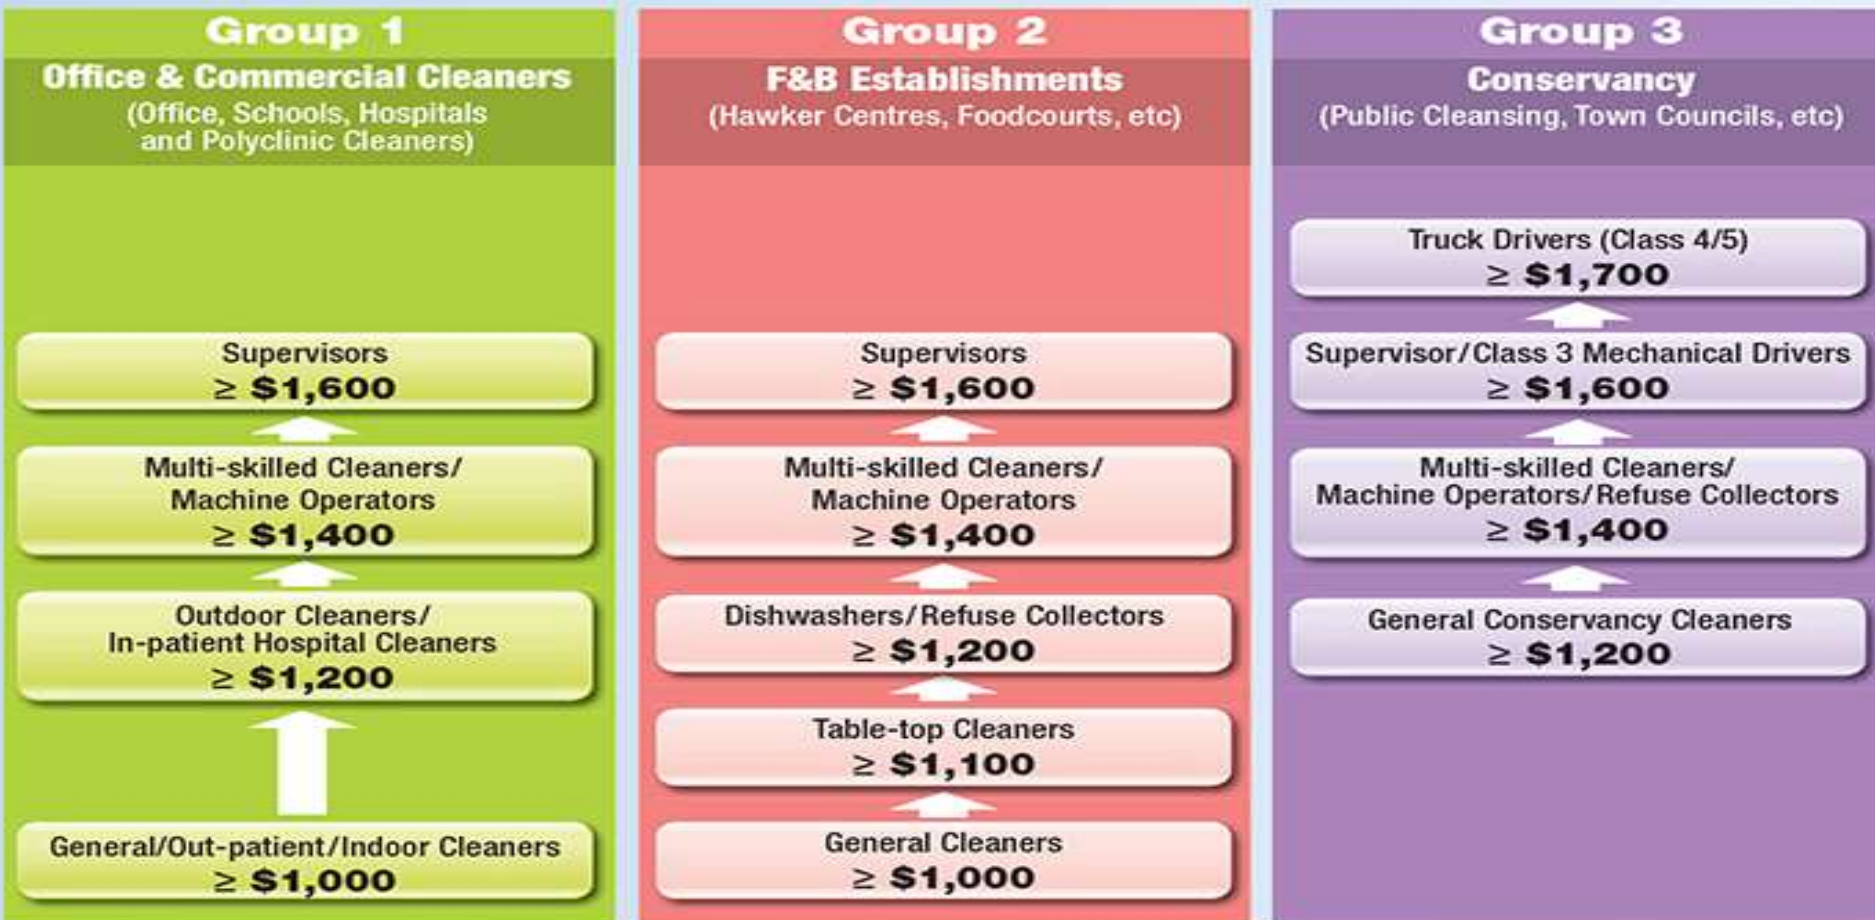 Group 1
Office & Commercial Cleaners
(Office, Schools, Hospitals
and Polyclinic Cleaners)
Supervisors
≥ $1,600
Multi-skilled Cleaners/
Machine Operators
≥ $1,400
Outdoor Cleaners/
In-patient Hospital Cleaners
≥ $1,200
General/Out-patient/Indoor Cleaners
≥ $1,000
Group 2
F&B Establishments
(Hawker Centres, Foodcourts, etc)
Supervisors
≥ $1,600
Multi-skilled Cleaners/
Machine Operators
≥ $1,400
Dishwashers/Refuse Collectors
≥ $1,200
Table-top Cleaners
≥ $1,100
General Cleaners
≥ $1,000
Group 3
Conservancy
(Public Cleansing, Town Councils, etc)
Truck Drivers (Class 4/5)
≥ $1,700
Supervisor/Class 3 Mechanical Drivers
≥ $1,600
Multi-skilled Cleaners/
Machine Operators/Refuse Collectors
≥ $1,400
General Conservancy Cleaners
≥ $1,200